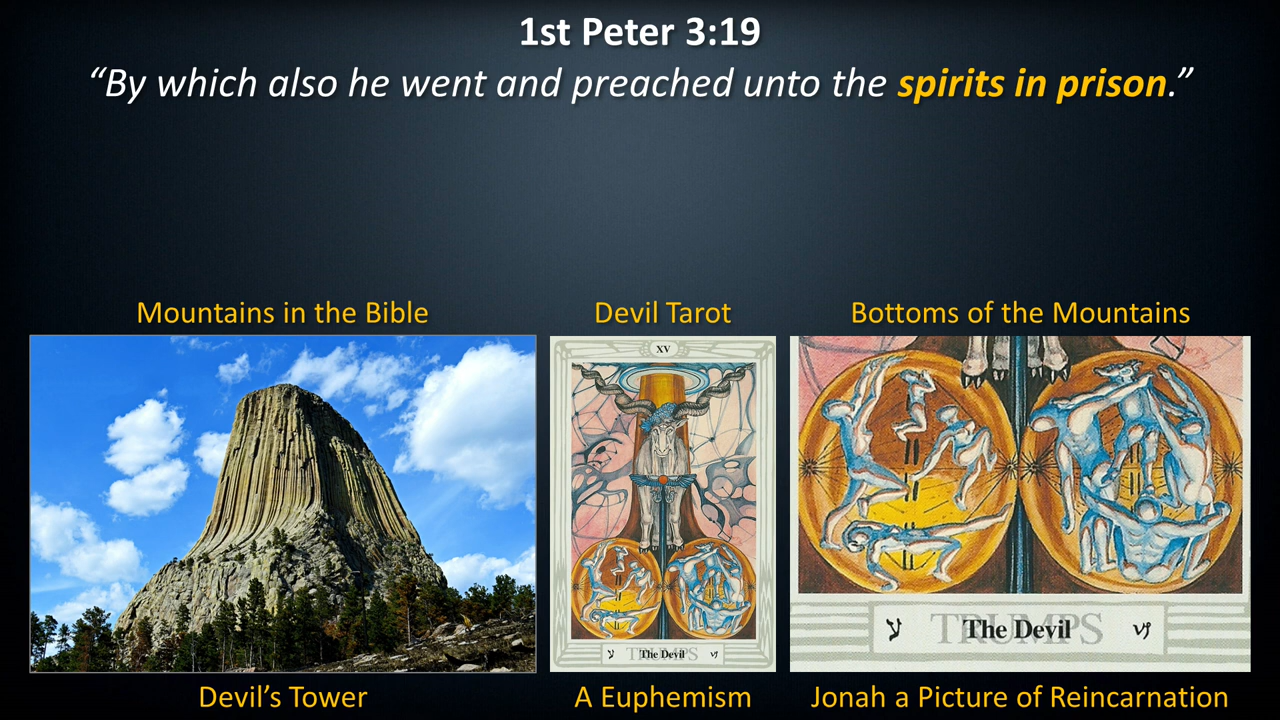 1st Peter 3:19
“By which also he went and preached unto the spirits in prison.”
Mountains in the Bible
Devil Tarot
Bottoms of the Mountains
XV
ע TRUMPS The Devil ♑
ע TRUMPS The Devil ♑
Devil’s Tower
A Euphemism
Jonah a Picture of Reincarnation